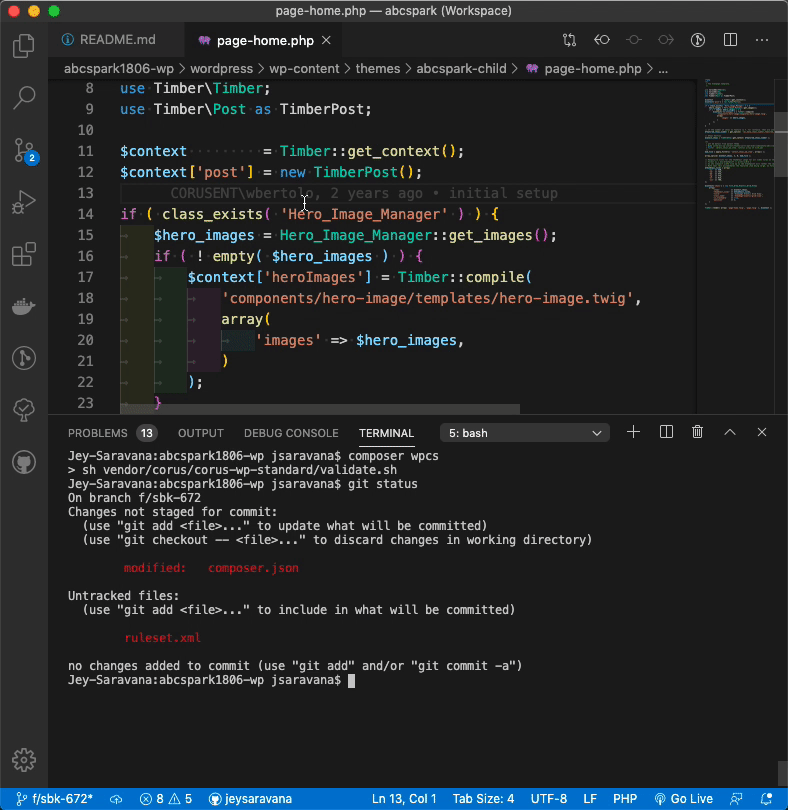 page-home.php — abcspark (Workspace)
README.md
page-home.php
abcspark1806-wp > wordpress > wp-content > themes > abcspark-child > page-home.php > ...
8 use Timber\Timber;
9 use Timber\Post as TimberPost;
10
11 $context········· = Timber::get_context();
12 $context['post'] = new TimberPost();
13 CORUSENT\wbertolo, 2 years ago • initial setup
14 if ( class_exists( 'Hero_Image_Manager' ) ) {
15 $hero_images = Hero_Image_Manager::get_images();
16 if ( ! empty( $hero_images ) ) {
17 $context['heroImages'] = Timber::compile(
18 'components/hero-image/templates/hero-image.twig',
19 array(
20 'images' => $hero_images,
21 )
22 );
23 }
PROBLEMS 13 OUTPUT DEBUG CONSOLE TERMINAL 5: bash
Jey-Saravana:abcspark1806-wp jsaravana$ composer wpcs
> sh vendor/corus/corus-wp-standard/validate.sh
Jey-Saravana:abcspark1806-wp jsaravana$ git status
On branch f/sbk-672
Changes not staged for commit:
(use "git add <file>..." to update what will be committed)
(use "git checkout -- <file>..." to discard changes in working directory)
modified: composer.json
Untracked files:
(use "git add <file>..." to include in what will be committed)
ruleset.xml
no changes added to commit (use "git add" and/or "git commit -a")
Jey-Saravana:abcspark1806-wp jsaravana$
2
f/sbk-672* 8 5 jeysaravana Ln 13, Col 1 Tab Size: 4 UTF-8 LF PHP Go Live